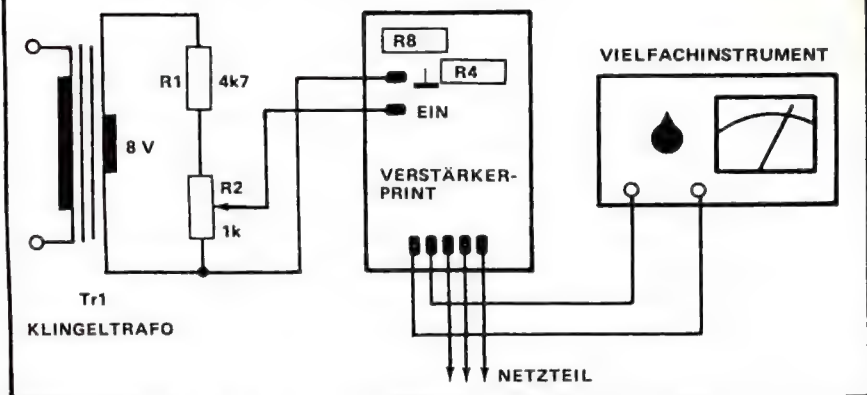 R8
R4
VIELFACHINSTRUMENT
R1 4k7
EIN
8 V
VERSTÄRKER-
PRINT
R2
1k
Tr1
KLINGELTRAFO
NETZTEIL